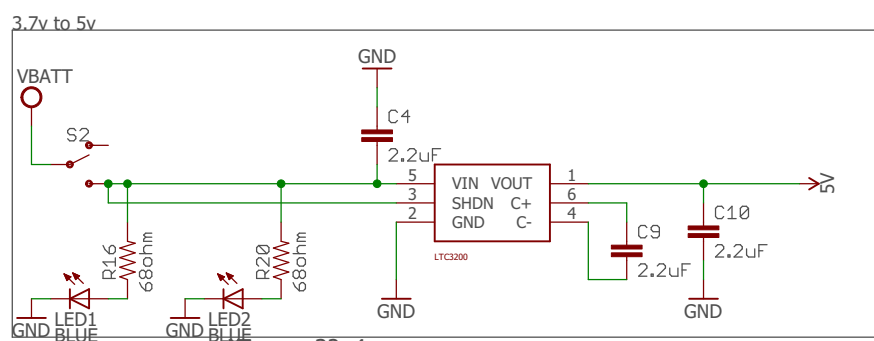 3.7v to 5v
GND
VBATT
C4
S2
2.2uF
5 VIN VOUT 1
3 SHDN C+ 6
2 GND C- 4
LTC3200
5V
C9
2.2uF
C10
2.2uF
R16
68ohm
R20
68ohm
GND
LED1
BLUE
GND
LED2
BLUE
GND
GND